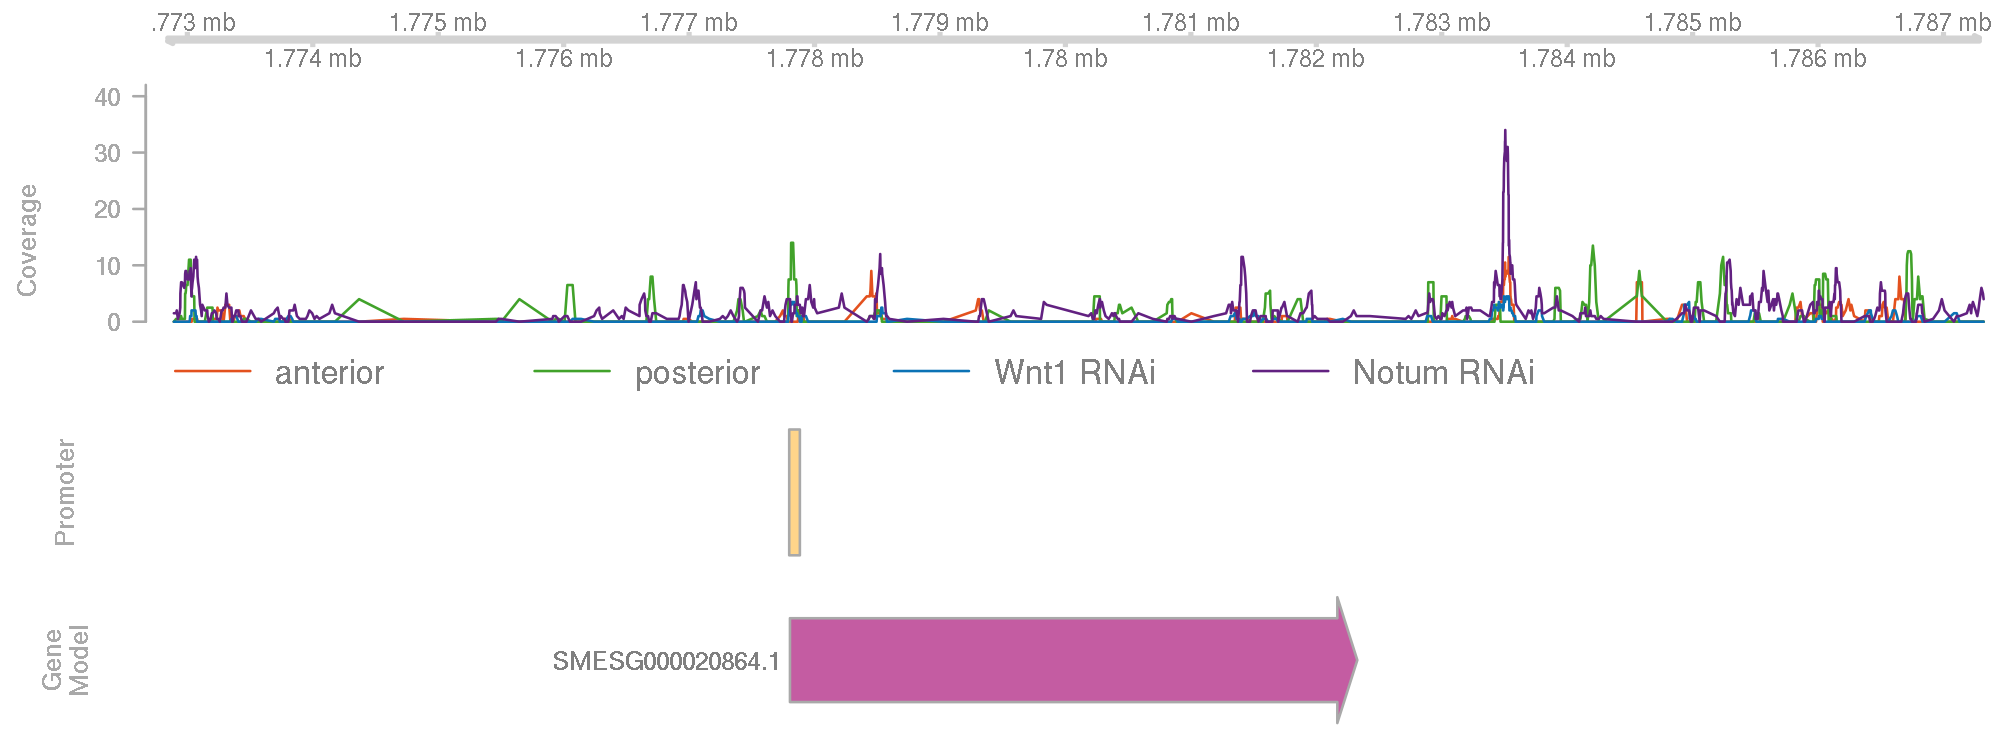 .773 mb 1.775 mb 1.777 mb 1.779 mb 1.781 mb 1.783 mb 1.785 mb 1.787 mb
1.774 mb 1.776 mb 1.778 mb 1.78 mb 1.782 mb 1.784 mb 1.786 mb
40
30
20
10
0
Coverage
anterior posterior Wnt1 RNAi Notum RNAi
Promoter
0
Gene
Model
SMESG000020864.1